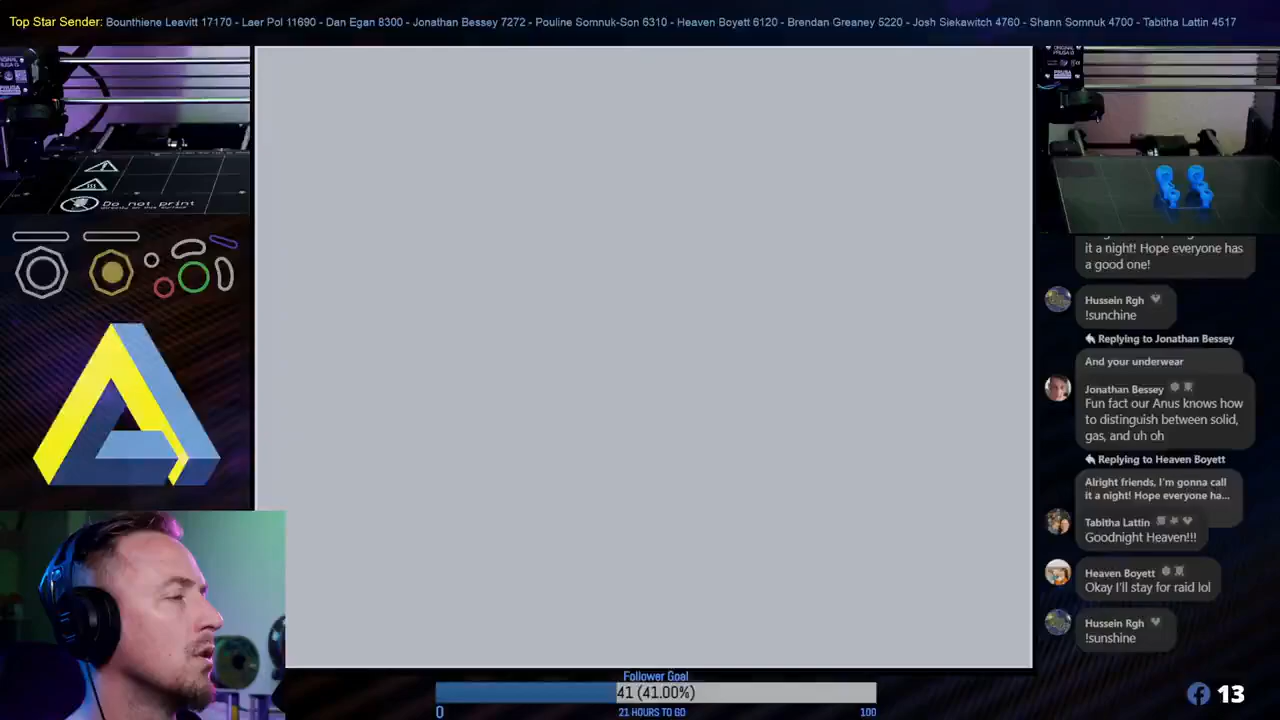 Top Star Sender: Bounthiene Leavitt 17170 - Laer Pol 11690 - Dan Egan 8300 - Jonathan Bessey 7272 - Pouline Somnuk-Son 6310 - Heaven Boyett 6120 - Brendan Greaney 5220 - Josh Siekawitch 4760 - Shann Somnuk 4700 - Tabitha Lattin 4517
Do not print
it a night! Hope everyone has
a good one!
Hussein Rgh
!sunchine
Replying to Jonathan Bessey
And your underwear
Jonathan Bessey
Fun fact our Anus knows how
to distinguish between solid,
gas, and uh oh
Replying to Heaven Boyett
Alright friends, I'm gonna call
it a night! Hope everyone ha...
Tabitha Lattin
Goodnight Heaven!!!
Heaven Boyett
Okay I'll stay for raid lol
Hussein Rgh
!sunshine
Follower Goal
41 (41.00%)
0
21 HOURS TO GO
100
13